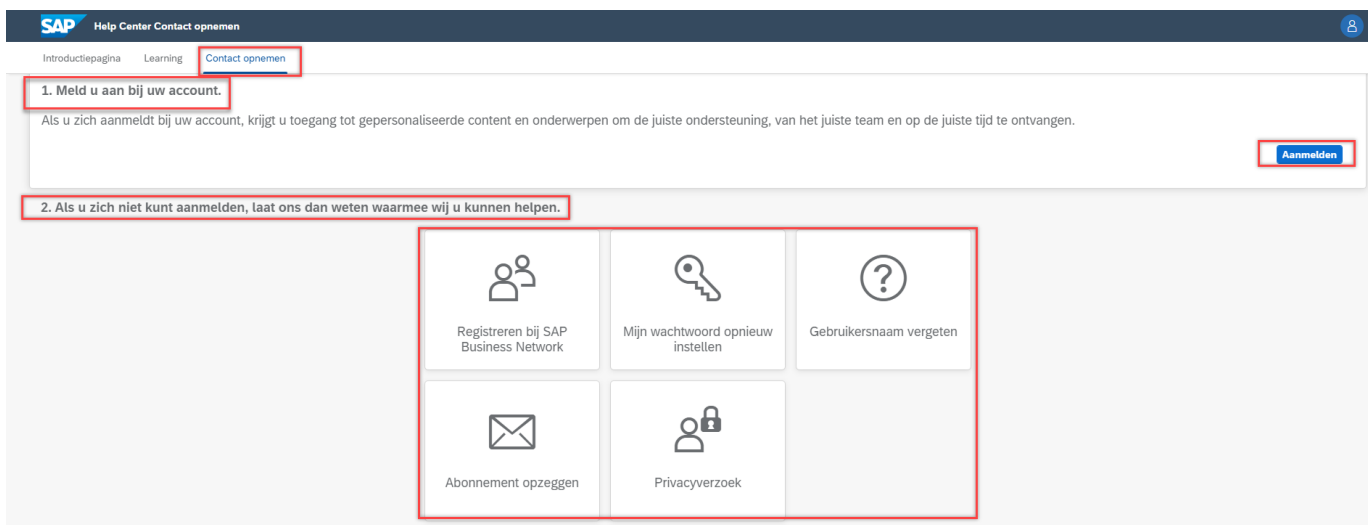 SAP Help Center Contact opnemen
Introductiepagina Learning Contact opnemen
1. Meld u aan bij uw account.
Als u zich aanmeldt bij uw account, krijgt u toegang tot gepersonaliseerde content en onderwerpen om de juiste ondersteuning, van het juiste team en op de juiste tijd te ontvangen.
Aanmelden
2. Als u zich niet kunt aanmelden, laat ons dan weten waarmee wij u kunnen helpen.
Registreren bij SAP
Business Network
Mijn wachtwoord opnieuw
instellen
Gebruikersnaam vergeten
Abonnement opzeggen
Privacyverzoek